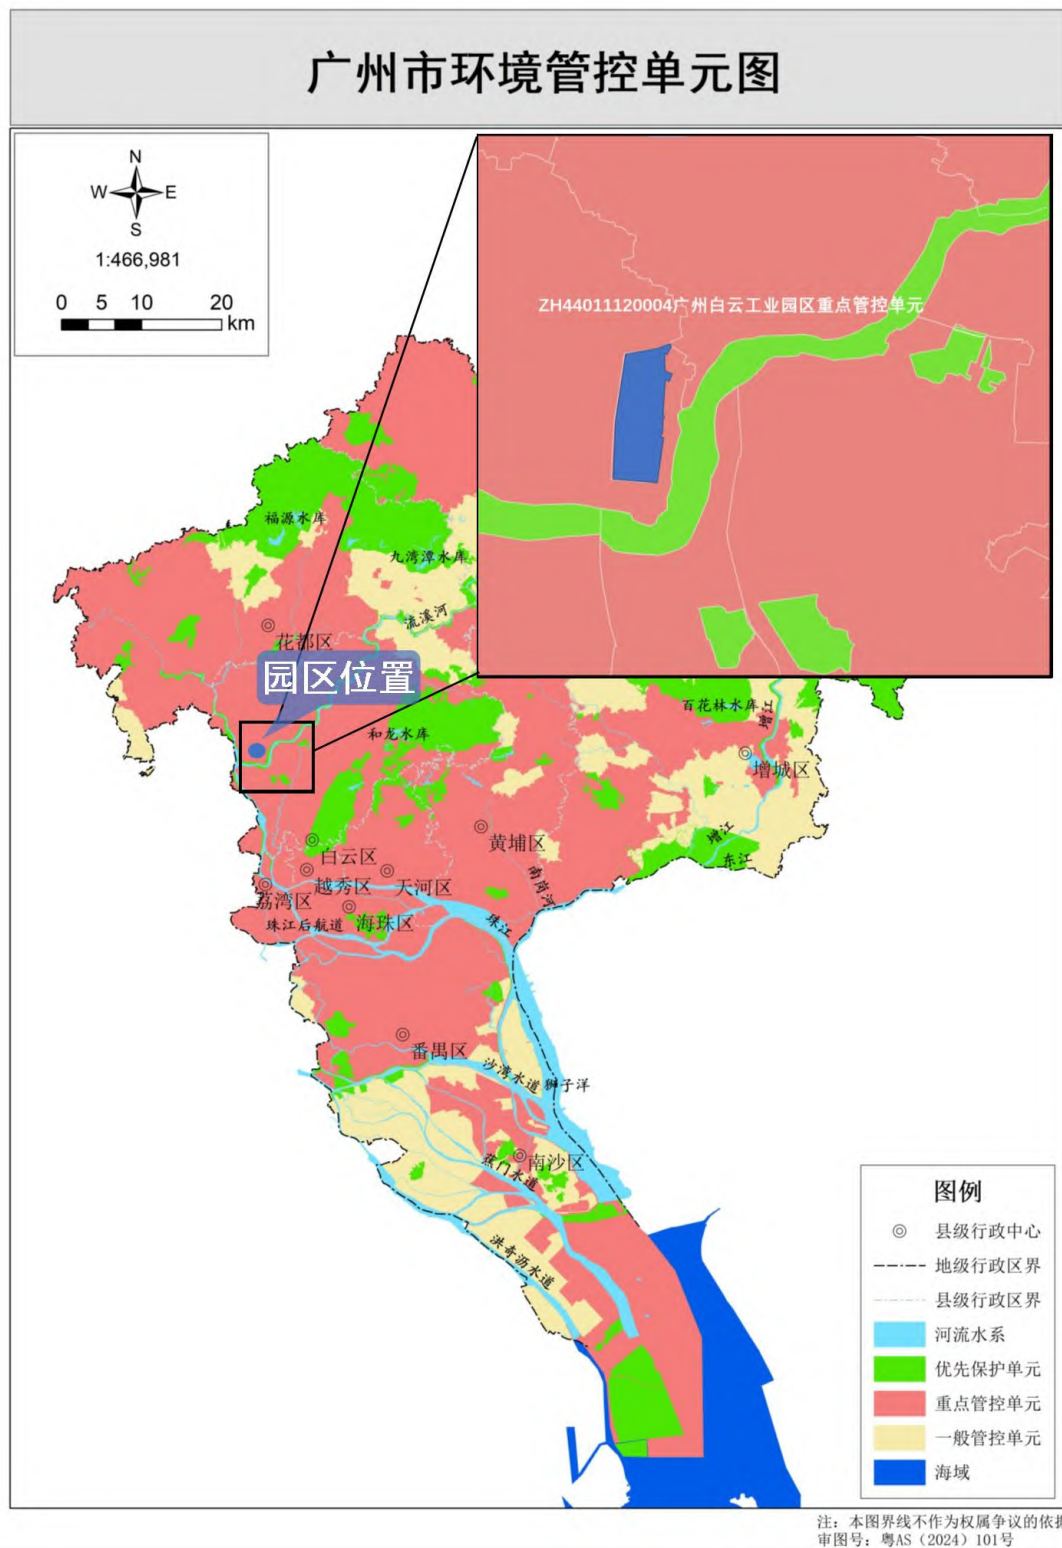 广州市环境管控单元图
N
W E
S
1:466,981
0 5 10 20
km
ZH44011120004广州白云工业园区重点管控单元
福源水库
九湾潭水库
流溪河
花都区
园区位置
和龙水库
百花林水库
增江
增城区
增江
东江
黄埔区
南岗河
白云区
越秀区
天河区
荔湾区
海珠区
珠江后航道
珠江
番禺区
沙湾水道
狮子洋
南沙区
蕉门水道
洪奇沥水道
图例
县级行政中心
地级行政区界
县级行政区界
河流水系
优先保护单元
重点管控单元
一般管控单元
海域
注：本图界线不作为权属争议的依据
审图号：粤AS（2024）101号